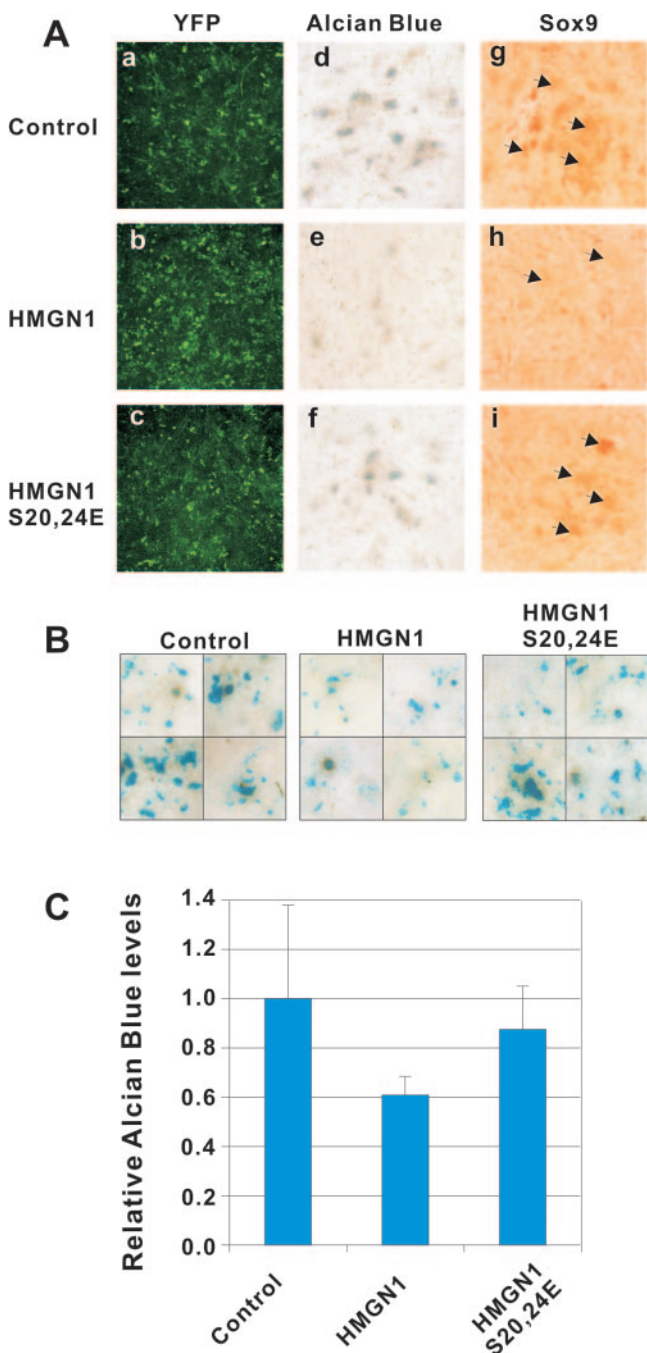 A
YFP
Alcian Blue
Sox9
a
d
g
Control
b
e
h
HMGN1
c
f
i
HMGN1
S20,24E
B
Control
HMGN1
HMGN1
S20,24E
C
Relative Alcian Blue levels
1.4
1.2
1.0
0.8
0.6
0.4
0.2
0.0
Control
HMGN1
HMGN1
S20,24E